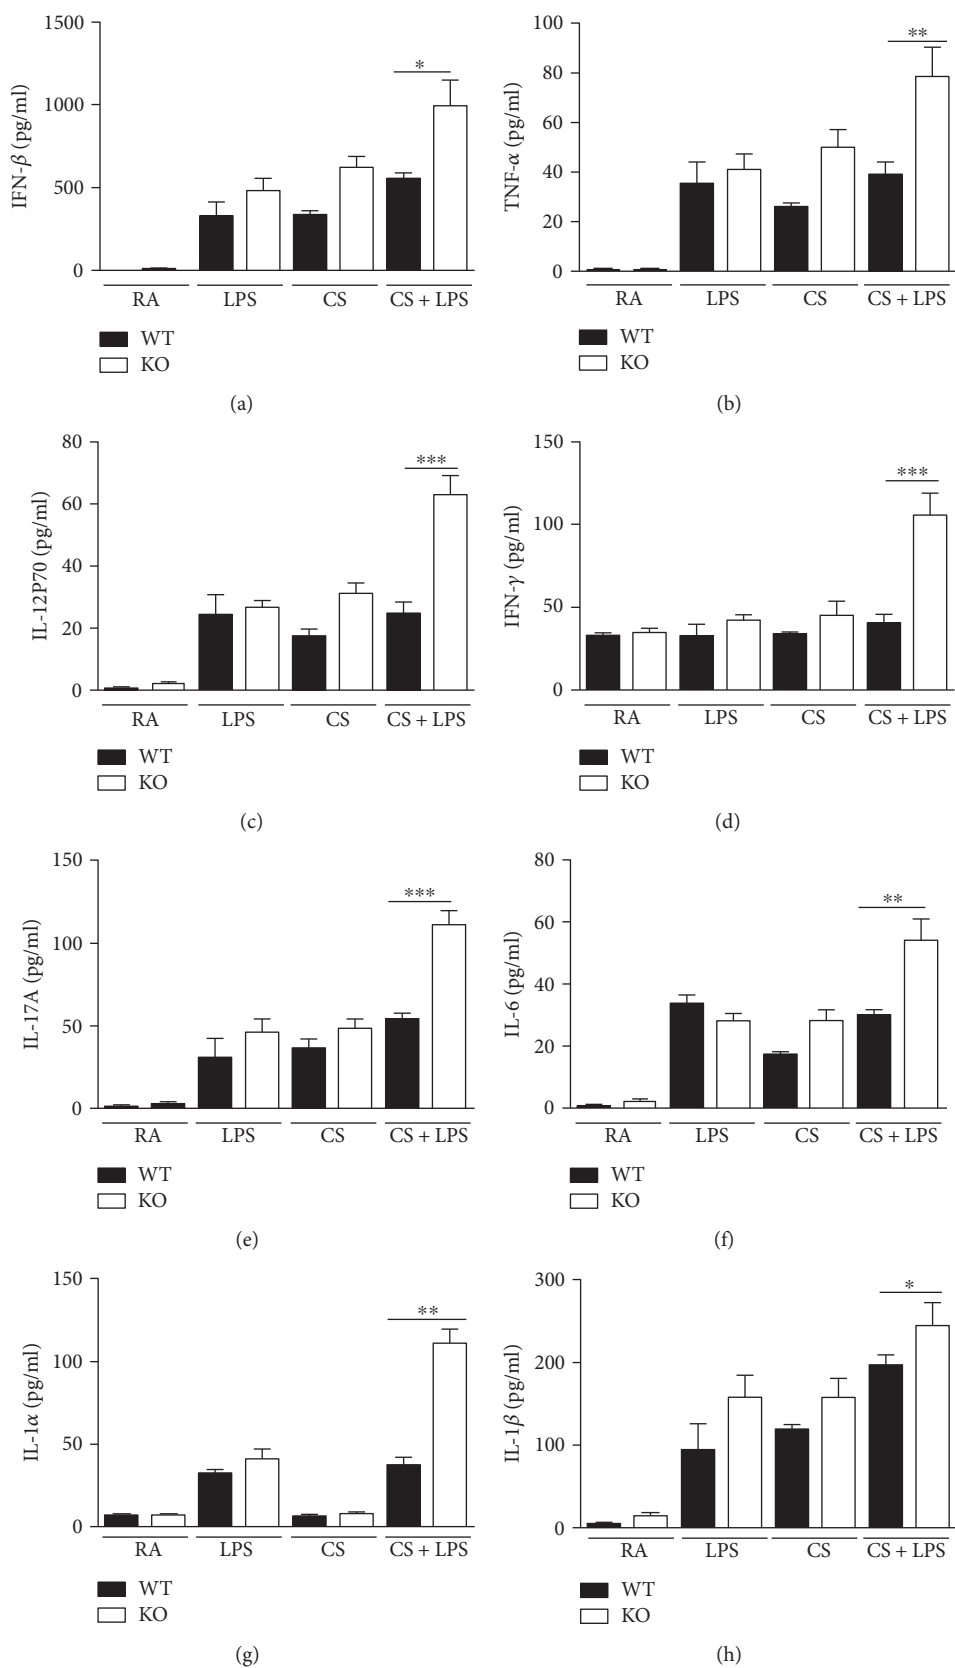 1500
1000
500
0
IFN-β (pg/ml)
*
RA LPS CS CS + LPS
WT
KO
(a)
100
80
60
40
20
0
TNF-α (pg/ml)
**
RA LPS CS CS + LPS
WT
KO
(b)
80
60
40
20
0
IL-12P70 (pg/ml)
***
RA LPS CS CS + LPS
WT
KO
(c)
150
100
50
0
IFN-γ (pg/ml)
***
RA LPS CS CS + LPS
WT
KO
(d)
150
100
50
0
IL-17A (pg/ml)
***
RA LPS CS CS + LPS
WT
KO
(e)
80
60
40
20
0
IL-6 (pg/ml)
**
RA LPS CS CS + LPS
WT
KO
(f)
150
100
50
0
IL-1α (pg/ml)
**
RA LPS CS CS + LPS
WT
KO
(g)
300
200
100
0
IL-1β (pg/ml)
*
RA LPS CS CS + LPS
WT
KO
(h)